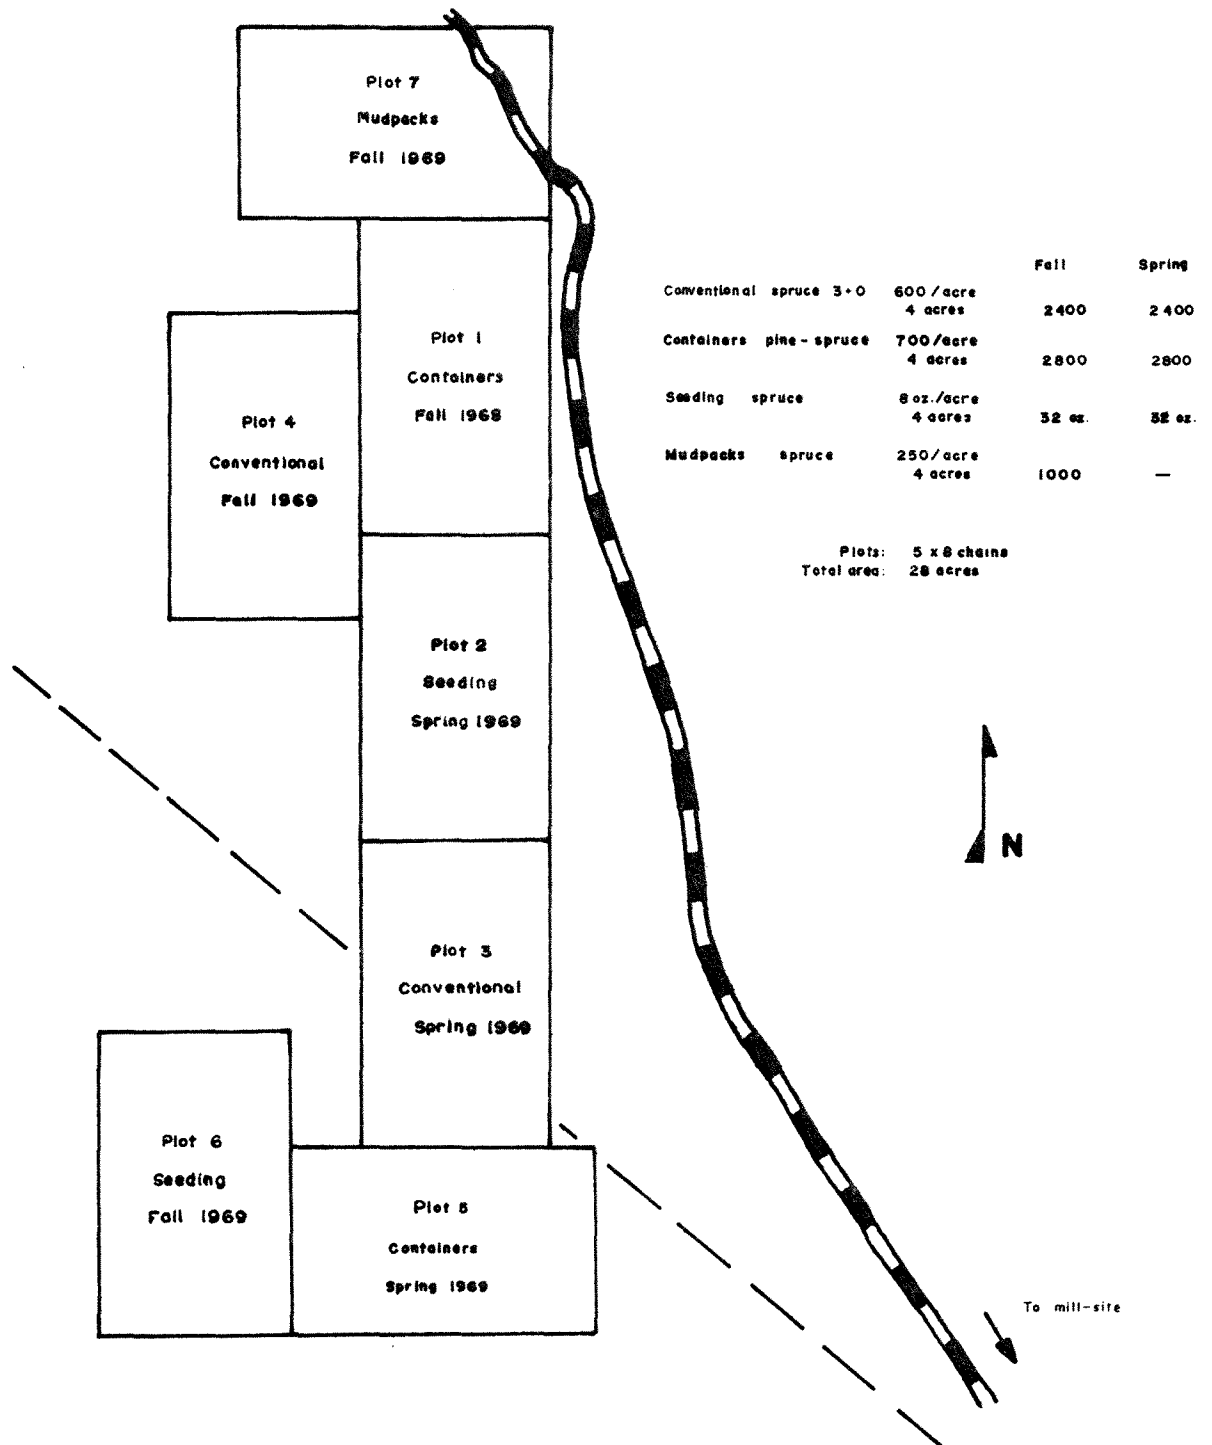 Plot 7
Mudpacks
Fall 1969
Fall Spring
Conventional spruce 3+0 600/acre
4 acres 2400 2400
Containers pine-spruce 700/acre
4 acres 2800 2800
Seeding spruce 8 oz./acre
4 acres 32 oz. 32 oz.
Mudpacks spruce 250/acre
4 acres 1000 —
Plots: 5 x 8 chains
Total area: 28 acres
Plot 1
Containers
Fall 1968
Plot 4
Conventional
Fall 1969
Plot 2
Seeding
Spring 1969
N
Plot 3
Conventional
Spring 1969
Plot 6
Seeding
Fall 1969
Plot 5
Containers
Spring 1969
To mill-site